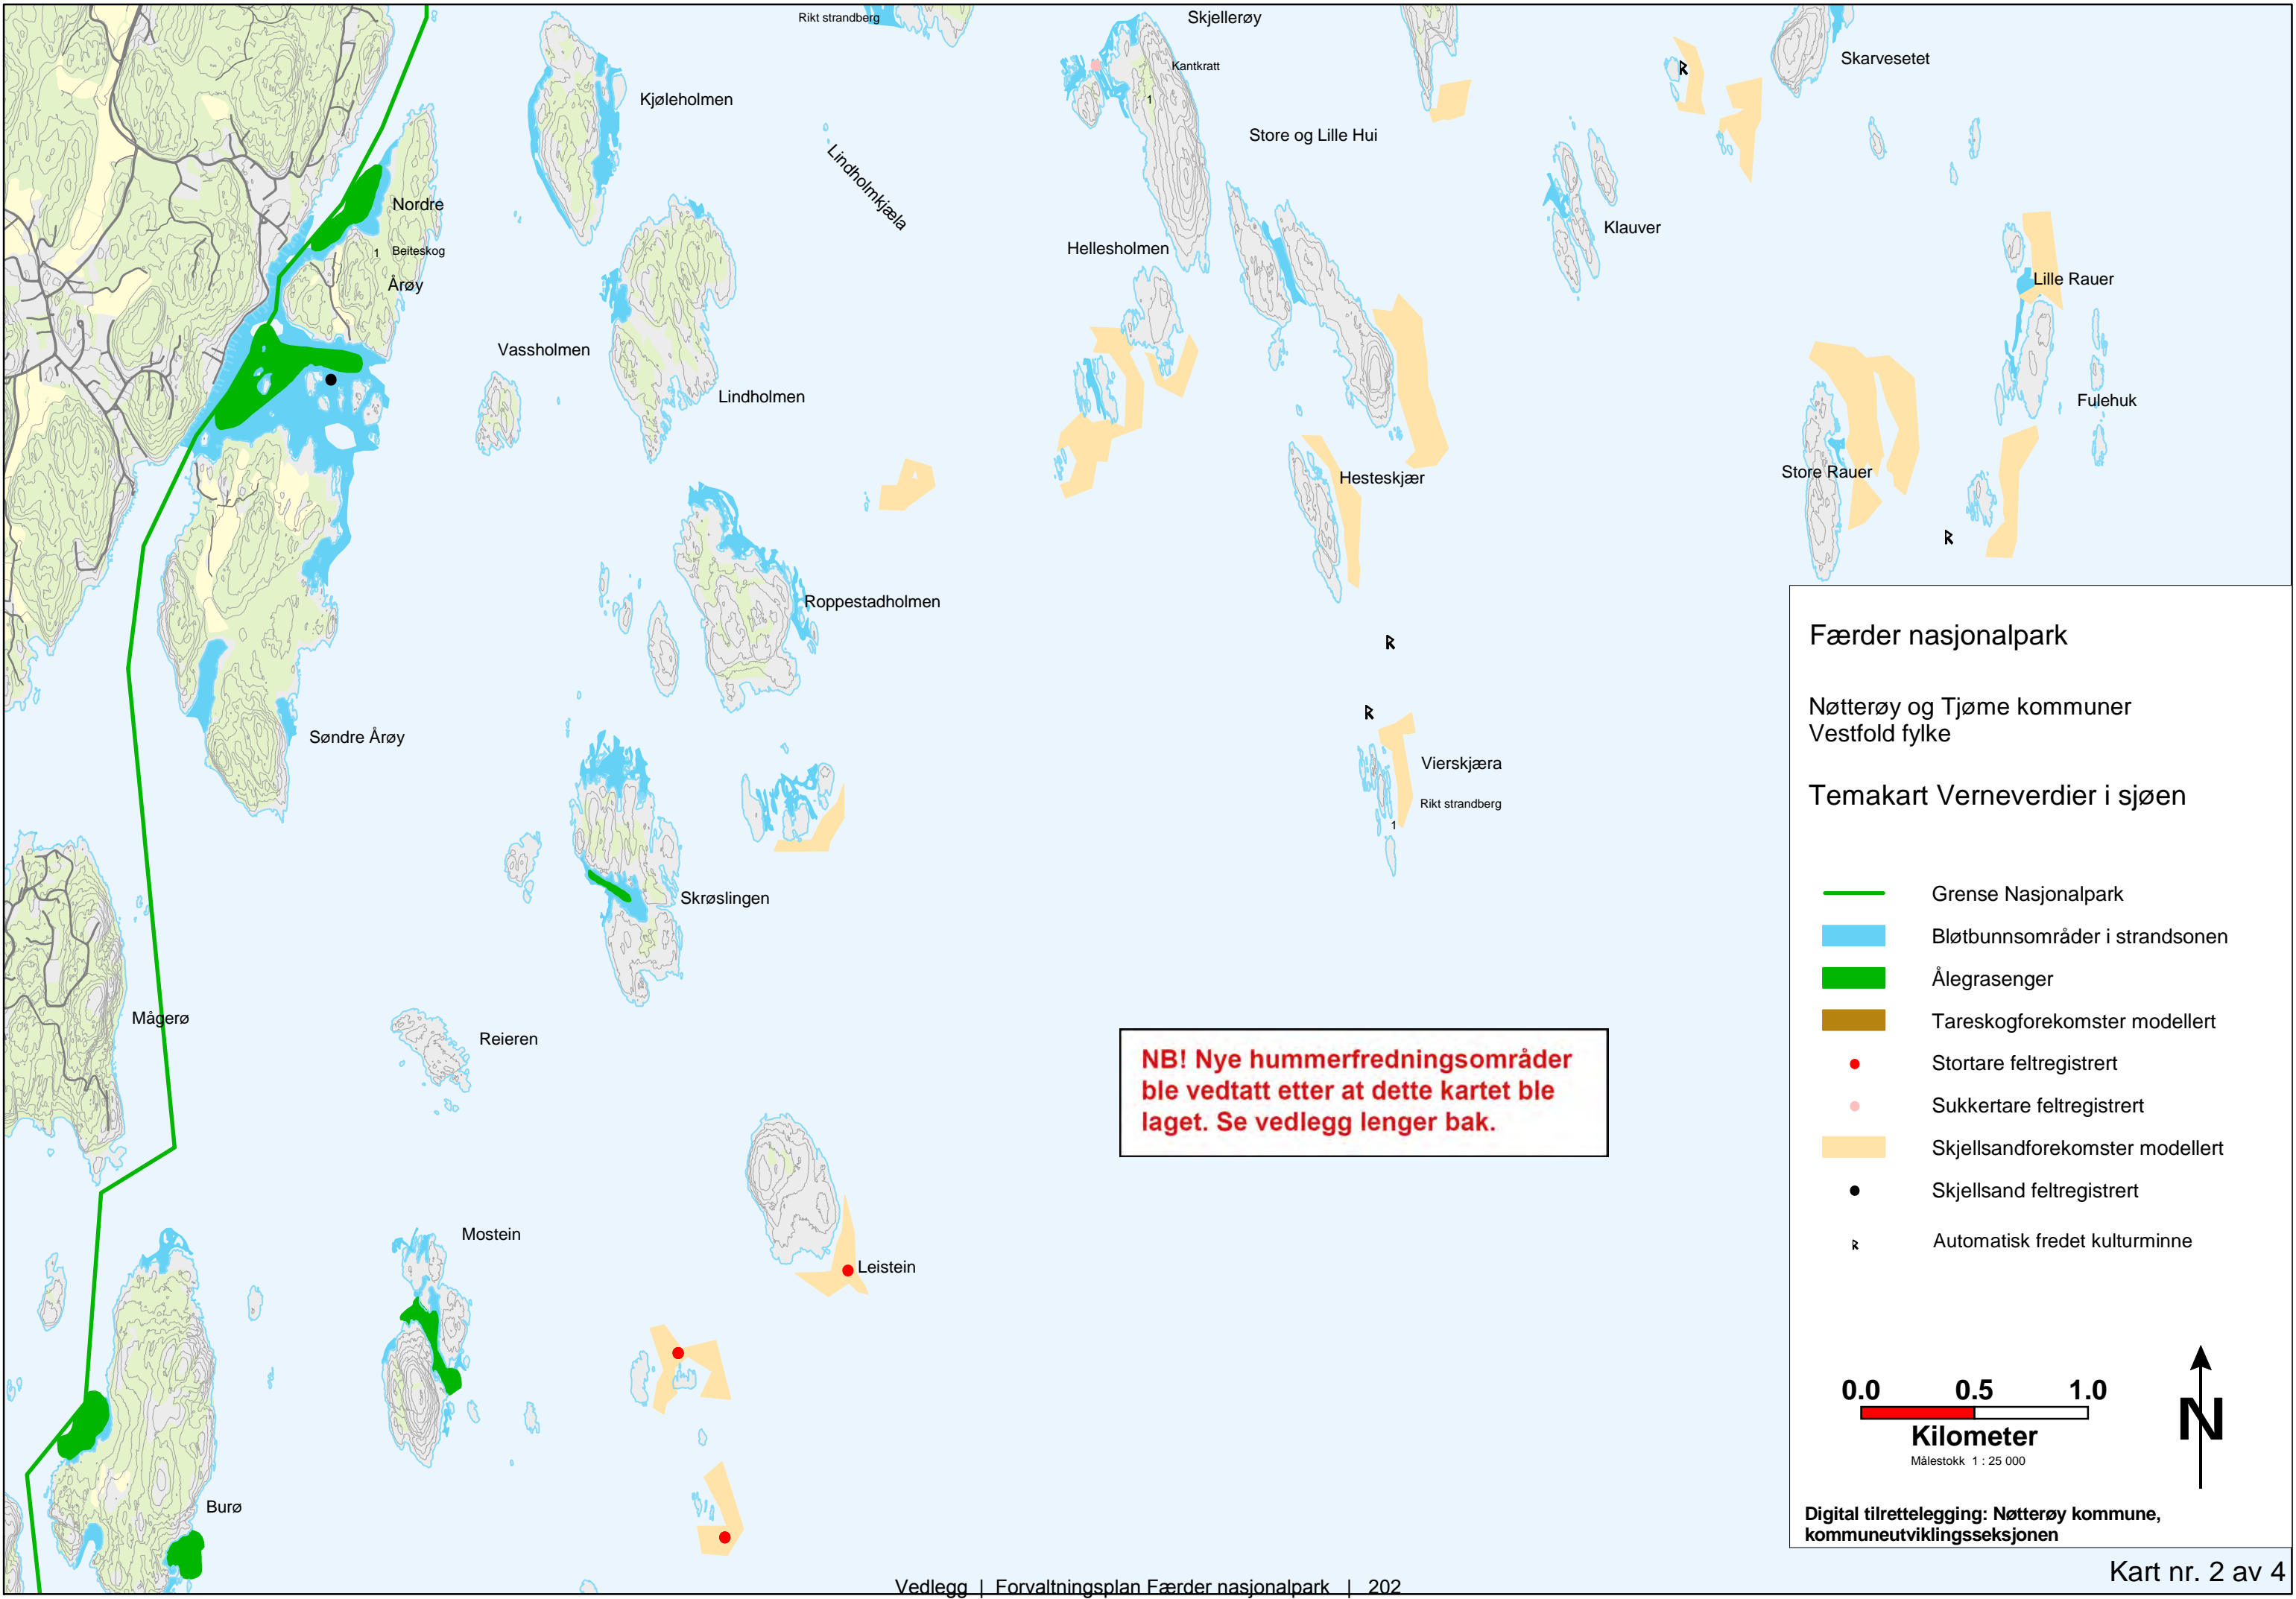 Rikt strandberg
Skjellerøy
Kantkratt
1
Skarvesetet
Kjøleholmen
Store og Lille Hui
Lindholmkjæla
Nordre
1 Beiteskog
Årøy
Klauver
Hellesholmen
Lille Rauer
Vassholmen
Lindholmen
Fulehuk
Store Rauer
Hesteskjær
Roppestadholmen
Søndre Årøy
Vierskjæra
Rikt strandberg
1
Skrøslingen
Mågerø
Reieren
Mostein
Leistein
Burø
NB! Nye hummerfredningsområder
ble vedtatt etter at dette kartet ble
laget. Se vedlegg lenger bak.
Færder nasjonalpark
Nøtterøy og Tjøme kommuner
Vestfold fylke
Temakart Verneverdier i sjøen
Grense Nasjonalpark
Bløtbunnsområder i strandsonen
Ålegrasenger
Tareskogforekomster modellert
Stortare feltregistrert
Sukkertare feltregistrert
Skjellsandforekomster modellert
Skjellsand feltregistrert
Automatisk fredet kulturminne
0.0 0.5 1.0
Kilometer
Målestokk 1 : 25 000
N
Digital tilrettelegging: Nøtterøy kommune,
kommuneutviklingsseksjonen
Kart nr. 2 av 4
Vedlegg | Forvaltningsplan Færder nasjonalpark | 202